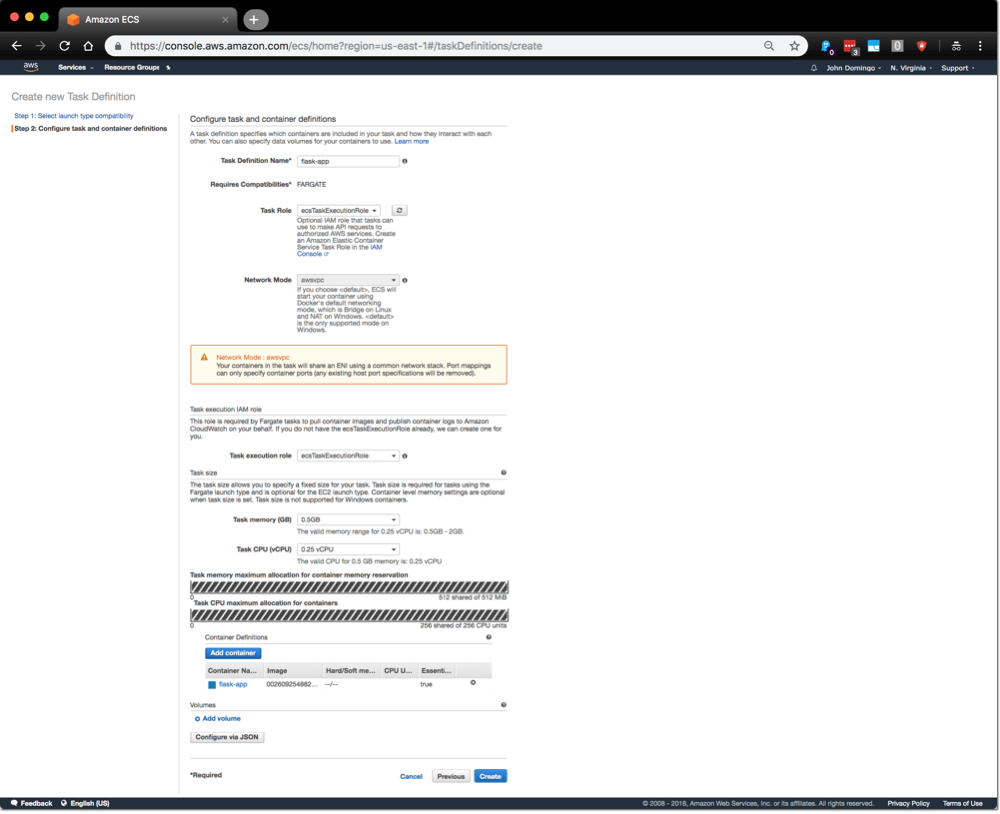 Amazon ECS
https://console.aws.amazon.com/ecs/home?region=us-east-1#/taskDefinitions/create
0
3
0
aws
Services
Resource Groups
John Domingo
N. Virginia
Support
Create new Task Definition
Step 1: Select launch type compatibility
Step 2: Configure task and container definitions
Configure task and container definitions
A task definition specifies which containers are included in your task and how they interact with each
other. You can also specify data volumes for your containers to use. Learn more
Task Definition Name* flask-app
Requires Compatibilities* FARGATE
Task Role ecsTaskExecutionRole
Optional IAM role that tasks can
use to make API requests to
authorized AWS services. Create
an Amazon Elastic Container
Service Task Role in the IAM
Console
Network Mode awsvpc
If you choose <default>, ECS will
start your container using
Docker's default networking
mode, which is Bridge on Linux
and NAT on Windows. <default>
is the only supported mode on
Windows.
Network Mode : awsvpc
Your containers in the task will share an ENI using a common network stack. Port mappings
can only specify container ports (any existing host port specifications will be removed).
Task execution IAM role
This role is required by Fargate tasks to pull container images and publish container logs to Amazon
CloudWatch on your behalf. If you do not have the ecsTaskExecutionRole already, we can create one for
you.
Task execution role ecsTaskExecutionRole
Task size
The task size allows you to specify a fixed size for your task. Task size is required for tasks using the
Fargate launch type and is optional for the EC2 launch type. Container level memory settings are optional
when task size is set. Task size is not supported for Windows containers.
Task memory (GB) 0.5GB
The valid memory range for 0.25 vCPU is: 0.5GB - 2GB.
Task CPU (vCPU) 0.25 vCPU
The valid CPU for 0.5 GB memory is: 0.25 vCPU
Task memory maximum allocation for container memory reservation
0 512 shared of 512 MiB
Task CPU maximum allocation for containers
0 256 shared of 256 CPU units
Container Definitions
Add container
Container Na... Image Hard/Soft me... CPU U... Essenti...
flask-app 002609254882... --/-- true
Volumes
Add volume
Configure via JSON
*Required
Cancel Previous Create
Feedback English (US) © 2008 - 2018, Amazon Web Services, Inc. or its affiliates. All rights reserved. Privacy Policy Terms of Use